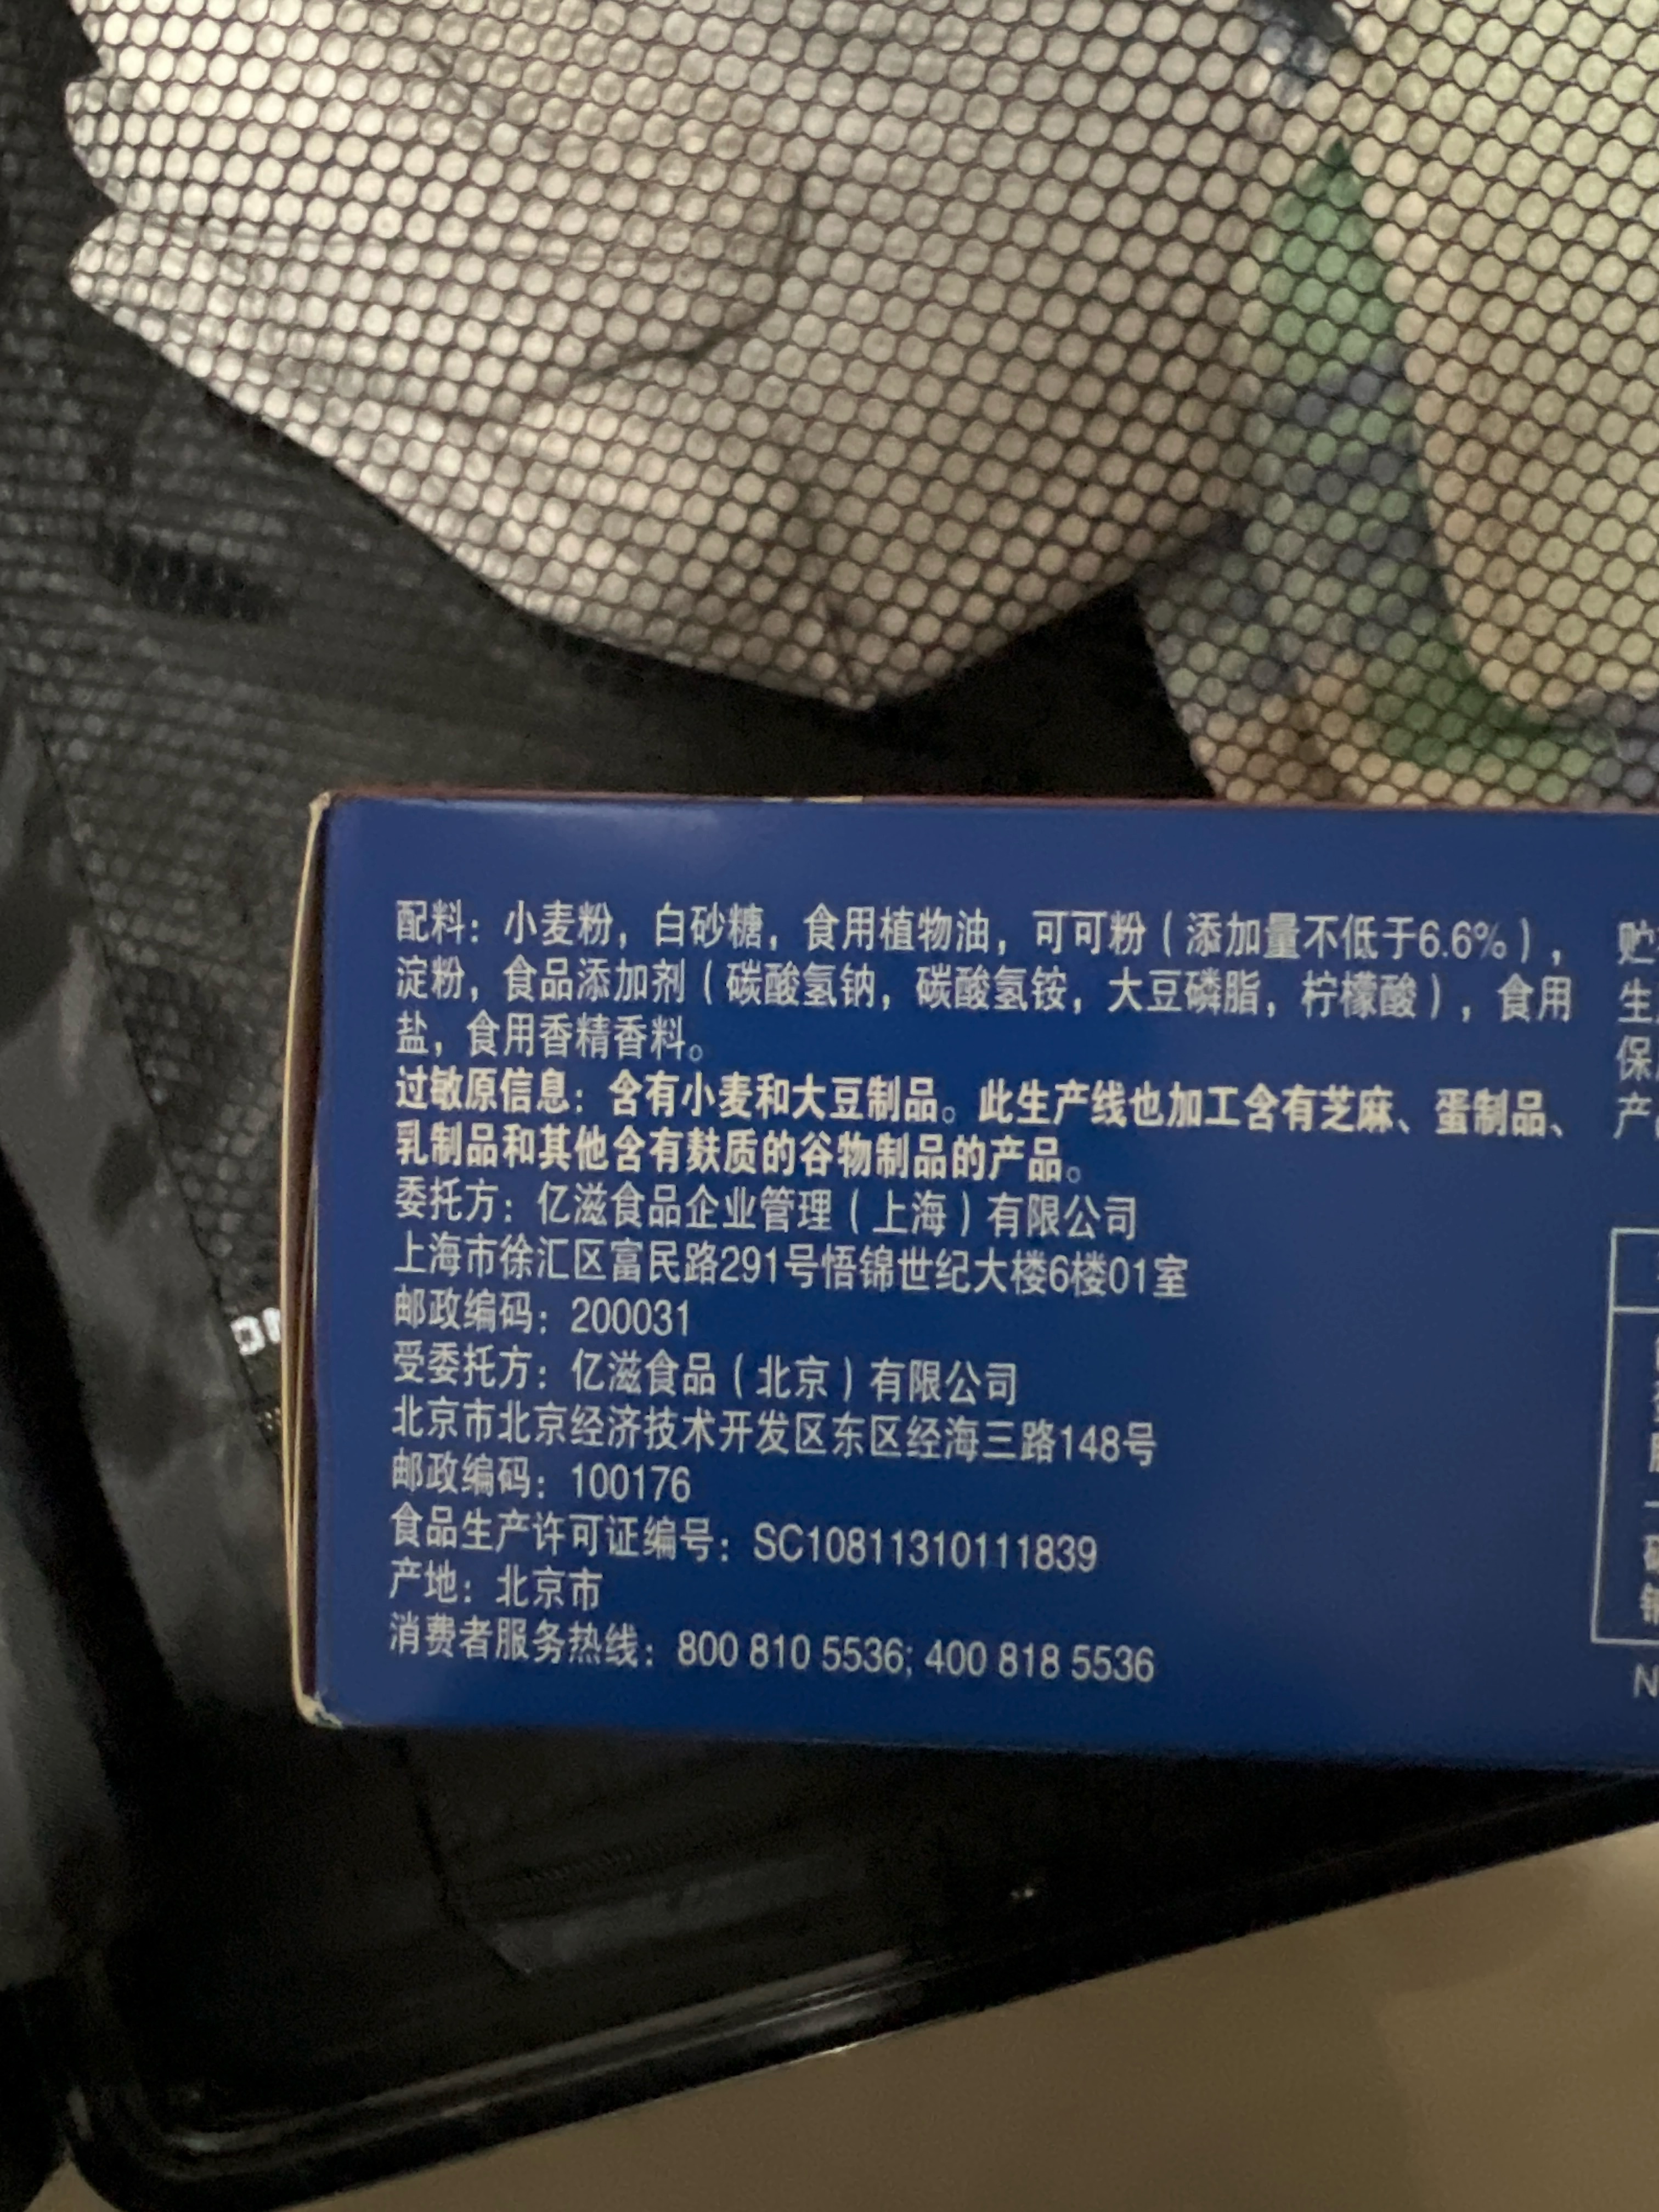 配料：小麦粉，白砂糖，食用植物油，可可粉（添加量不低于6.6%），
淀粉，食品添加剂（碳酸氢钠，碳酸氢铵，大豆磷脂，柠檬酸），食用
盐，食用香精香料。
过敏原信息：含有小麦和大豆制品。此生产线也加工含有芝麻、蛋制品、
乳制品和其他含有麸质的谷物制品的产品。
委托方：亿滋食品企业管理（上海）有限公司
上海市徐汇区富民路291号悟锦世纪大楼6楼01室
邮政编码：200031
受委托方：亿滋食品（北京）有限公司
北京市北京经济技术开发区东区经海三路148号
邮政编码：100176
食品生产许可证编号：SC10811310111839
产地：北京市
消费者服务热线：800 810 5536; 400 818 5536
贮
生
保
产
N